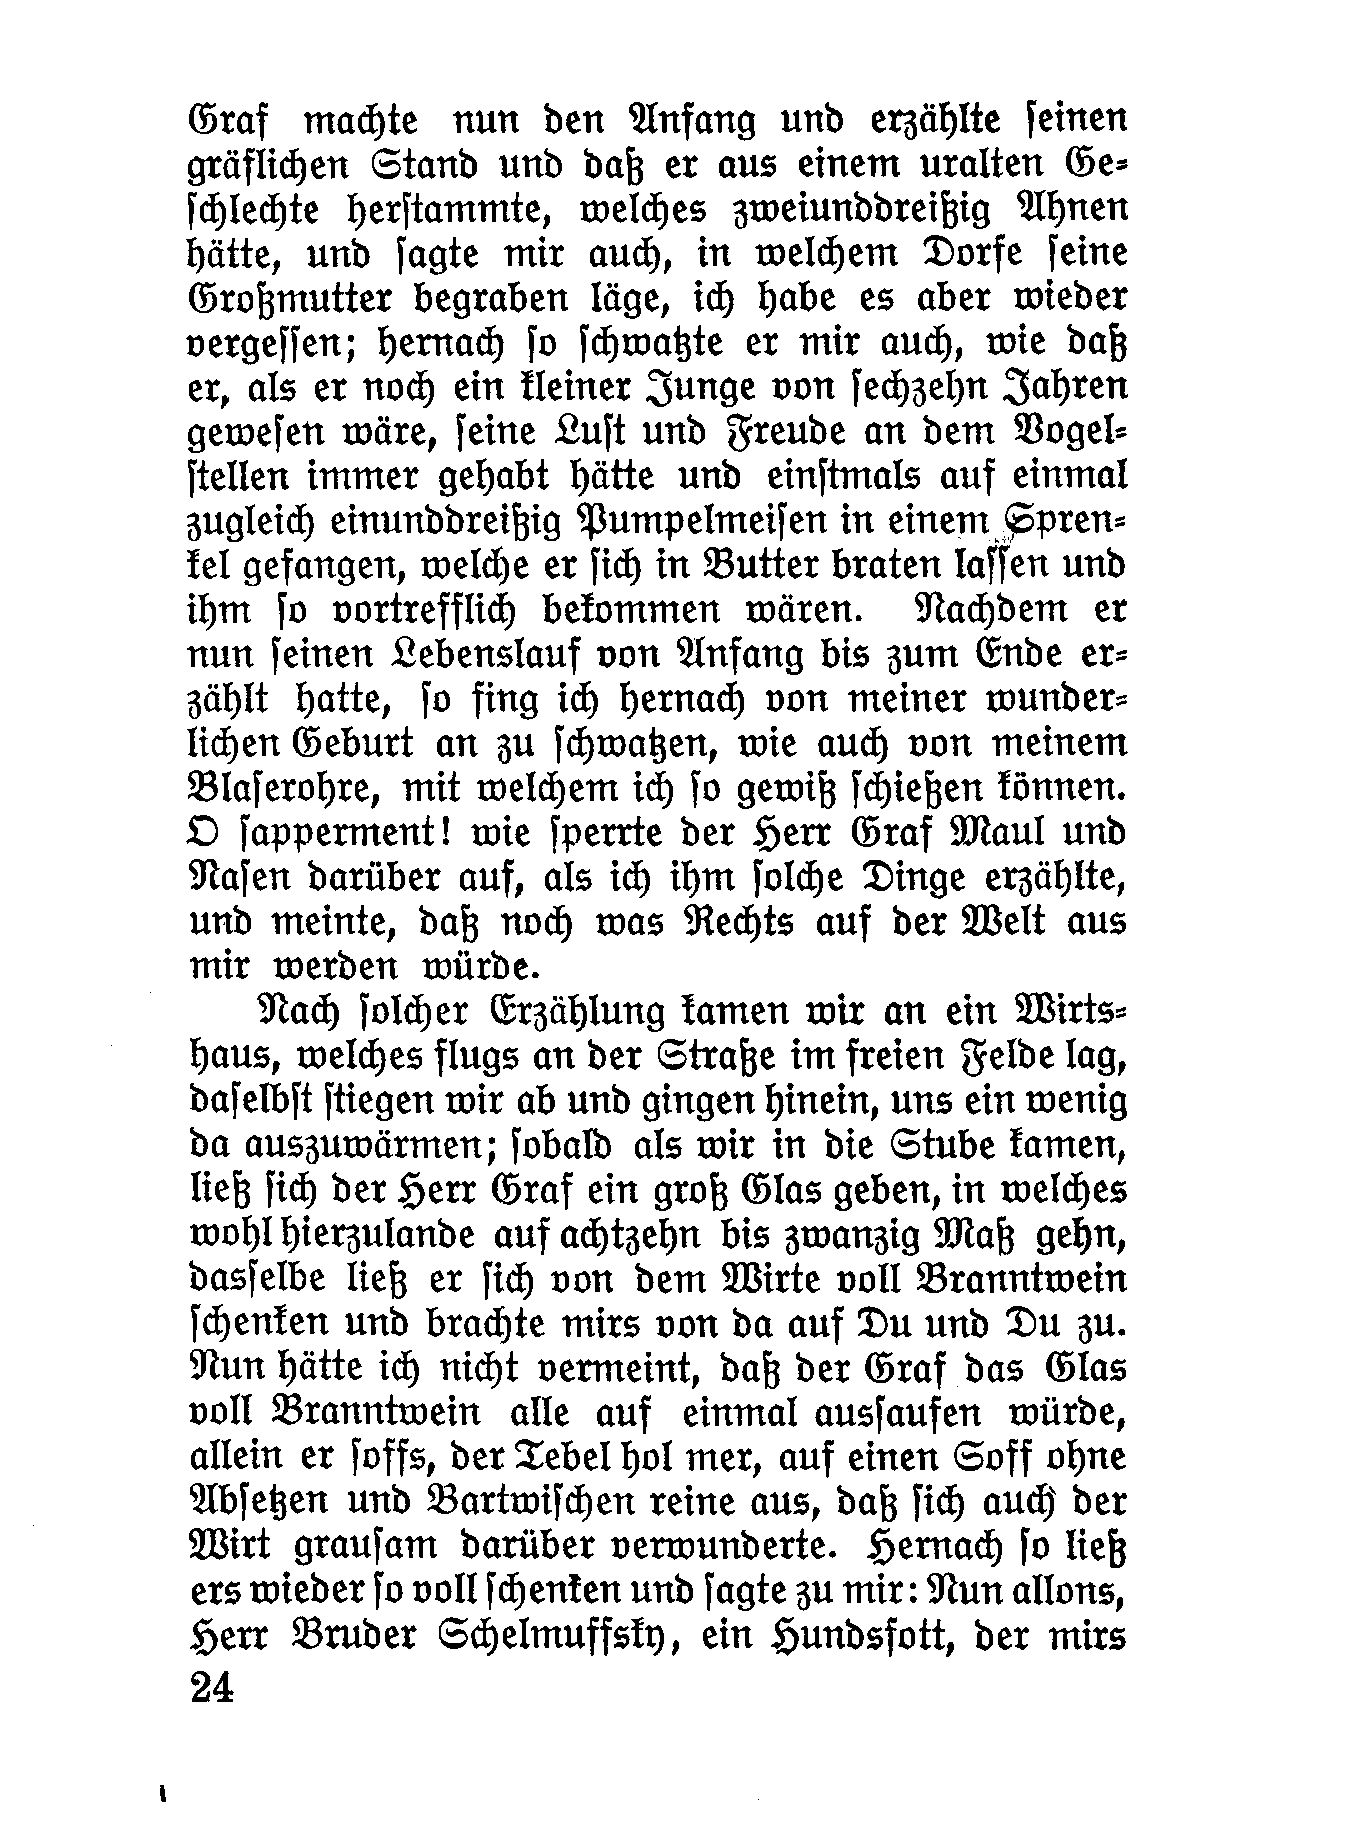 Graf machte nun den Anfang und erzählte seinen
gräflichen Stand und daß er aus einem uralten Ge-
schlechte herstammte, welches zweiunddreißig Ahnen
hätte, und sagte mir auch, in welchem Dorfe seine
Großmutter begraben läge, ich habe es aber wieder
vergessen; hernach so schwatzte er mir auch, wie daß
er, als er noch ein kleiner Junge von sechzehn Jahren
gewesen wäre, seine Lust und Freude an dem Vogel-
stellen immer gehabt hätte und einstmals auf einmal
zugleich einunddreißig Pumpelmeisen in einem Spren-
kel gefangen, welche er sich in Butter braten lassen und
ihm so vortrefflich bekommen wären. Nachdem er
nun seinen Lebenslauf von Anfang bis zum Ende er-
zählt hatte, so fing ich hernach von meiner wunder-
lichen Geburt an zu schwatzen, wie auch von meinem
Blaserohre, mit welchem ich so gewiß schießen können.
O sapperment! wie sperrte der Herr Graf Maul und
Nasen darüber auf, als ich ihm solche Dinge erzählte,
und meinte, daß noch was Rechts auf der Welt aus
mir werden würde.
Nach solcher Erzählung kamen wir an ein Wirts-
haus, welches flugs an der Straße im freien Felde lag,
daselbst stiegen wir ab und gingen hinein, uns ein wenig
da auszuwärmen; sobald als wir in die Stube kamen,
ließ sich der Herr Graf ein groß Glas geben, in welches
wohl hierzulande auf achtzehn bis zwanzig Maß gehn,
dasselbe ließ er sich von dem Wirte voll Branntwein
schenken und brachte mirs von da auf Du und Du zu.
Nun hätte ich nicht vermeint, daß der Graf das Glas
voll Branntwein alle auf einmal aussaufen würde,
allein er soffs, der Tebel hol mer, auf einen Soff ohne
Absetzen und Bartwischen reine aus, daß sich auch der
Wirt grausam darüber verwunderte. Hernach so ließ
ers wieder so voll schenken und sagte zu mir: Nun allons,
Herr Bruder Schelmuffsky, ein Hundsfott, der mirs
24